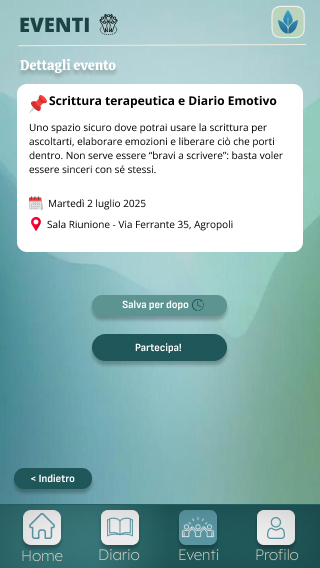 EVENTI
Dettagli evento
Scrittura terapeutica e Diario Emotivo
Uno spazio sicuro dove potrai usare la scrittura per
ascoltarti, elaborare emozioni e liberare ciò che porti
dentro. Non serve essere “bravi a scrivere”: basta voler
essere sinceri con sé stessi.
Martedì 2 luglio 2025
Sala Riunione - Via Ferrante 35, Agropoli
Salva per dopo
Partecipa!
< Indietro
Home Diario Eventi Profilo